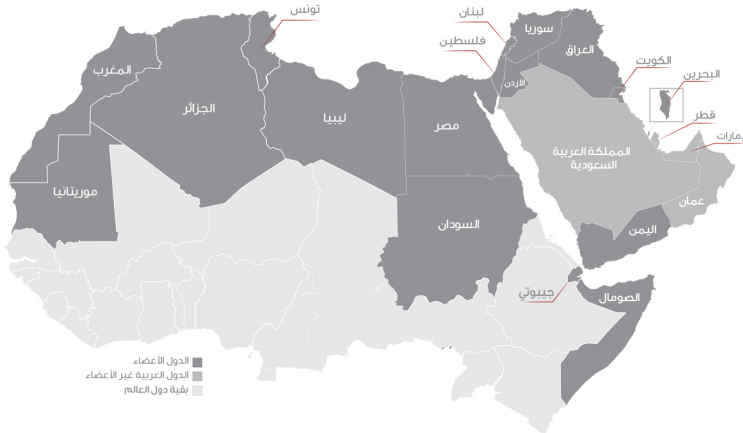 تونس
لبنان
سوريا
فلسطين
العراق
المغرب
الكويت
البحرين
الأردن
الجزائر
ليبيا
مصر
قطر
إمارات
المملكة العربية
السعودية
موريتانيا
عمان
السودان
اليمن
جيبوتي
الصومال
الدول الأعضاء
الدول العربية غير الأعضاء
بقية دول العالم